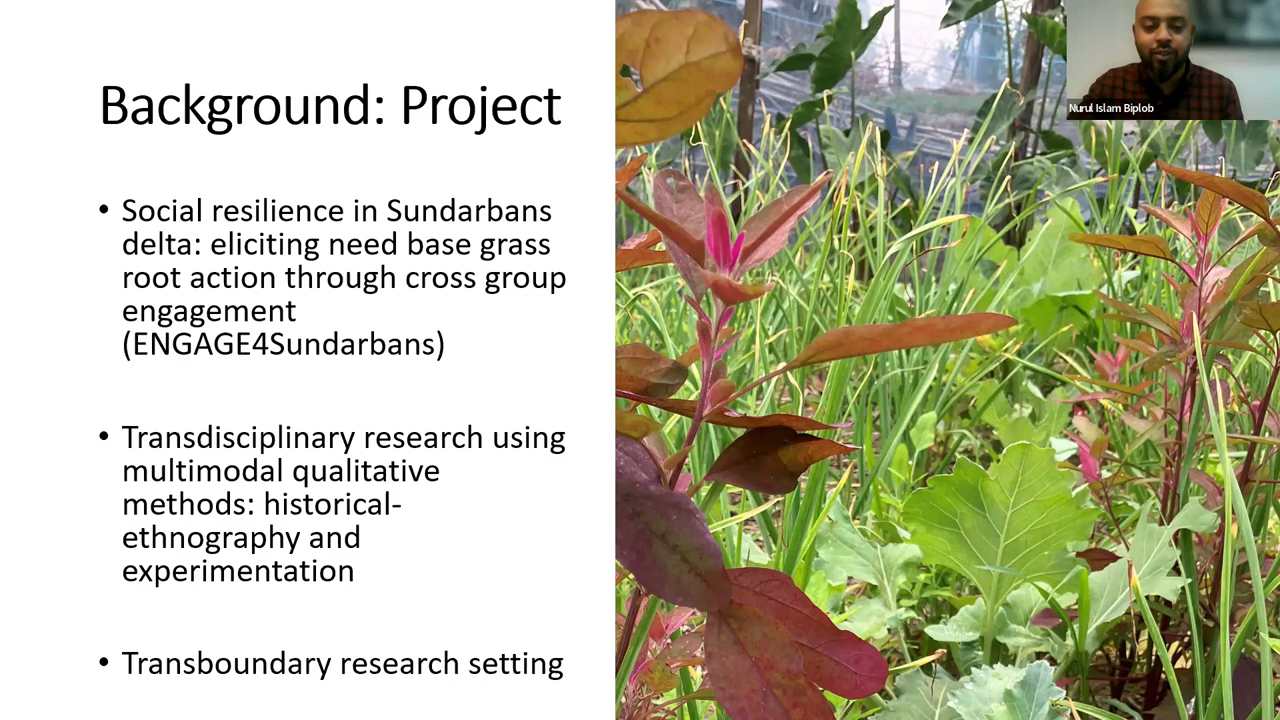 Background: Project
• Social resilience in Sundarbans
delta: eliciting need base grass
root action through cross group
engagement
(ENGAGE4Sundarbans)
• Transdisciplinary research using
multimodal qualitative
methods: historical-
ethnography and
experimentation
• Transboundary research setting
Nurul Islam Biplob